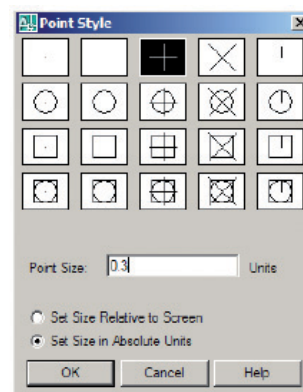 Point Style
Point Size: 0.3 Units
Set Size Relative to Screen
Set Size in Absolute Units
OK Cancel Help